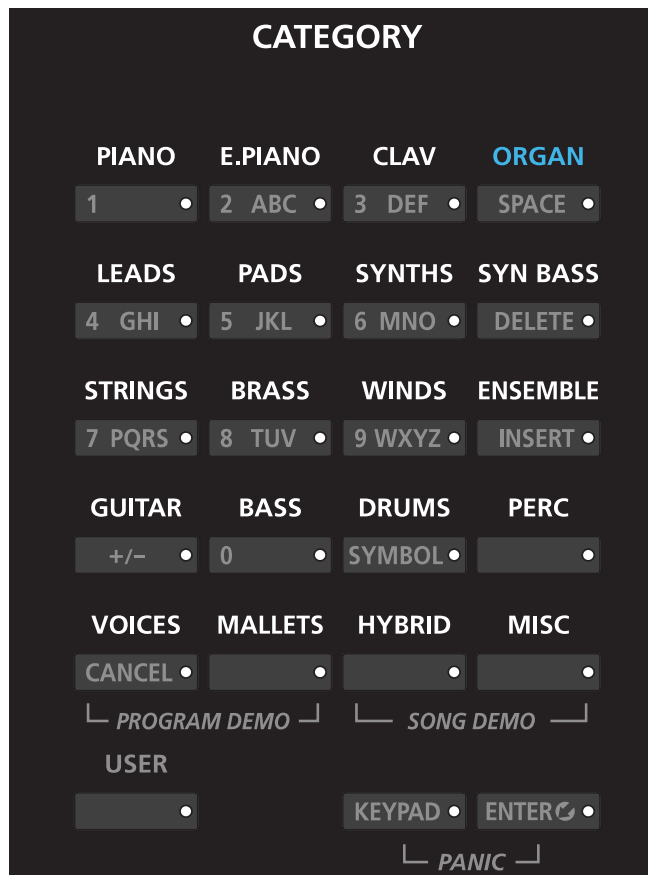 CATEGORY
PIANO E.PIANO CLAV ORGAN
1 2 ABC 3 DEF SPACE
LEADS PADS SYNTHS SYN BASS
4 GHI 5 JKL 6 MNO DELETE
STRINGS BRASS WINDS ENSEMBLE
7 PQRS 8 TUV 9 WXYZ INSERT
GUITAR BASS DRUMS PERC
+/− 0 SYMBOL
VOICES MALLETS HYBRID MISC
CANCEL
PROGRAM DEMO SONG DEMO
USER
KEYPAD ENTER
PANIC